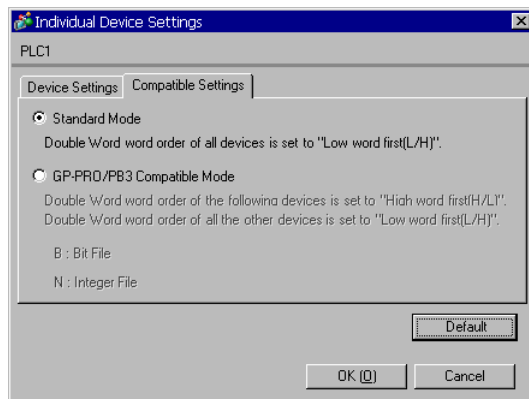 Individual Device Settings
PLC1
Device Settings
Compatible Settings
Standard Mode
Double Word word order of all devices is set to "Low word first(L/H)".
GP-PRO/PB3 Compatible Mode
Double Word word order of the following devices is set to "High word first(H/L)".
Double Word word order of all the other devices is set to "Low word first(L/H)".
B : Bit File
N : Integer File
Default
OK (O)
Cancel